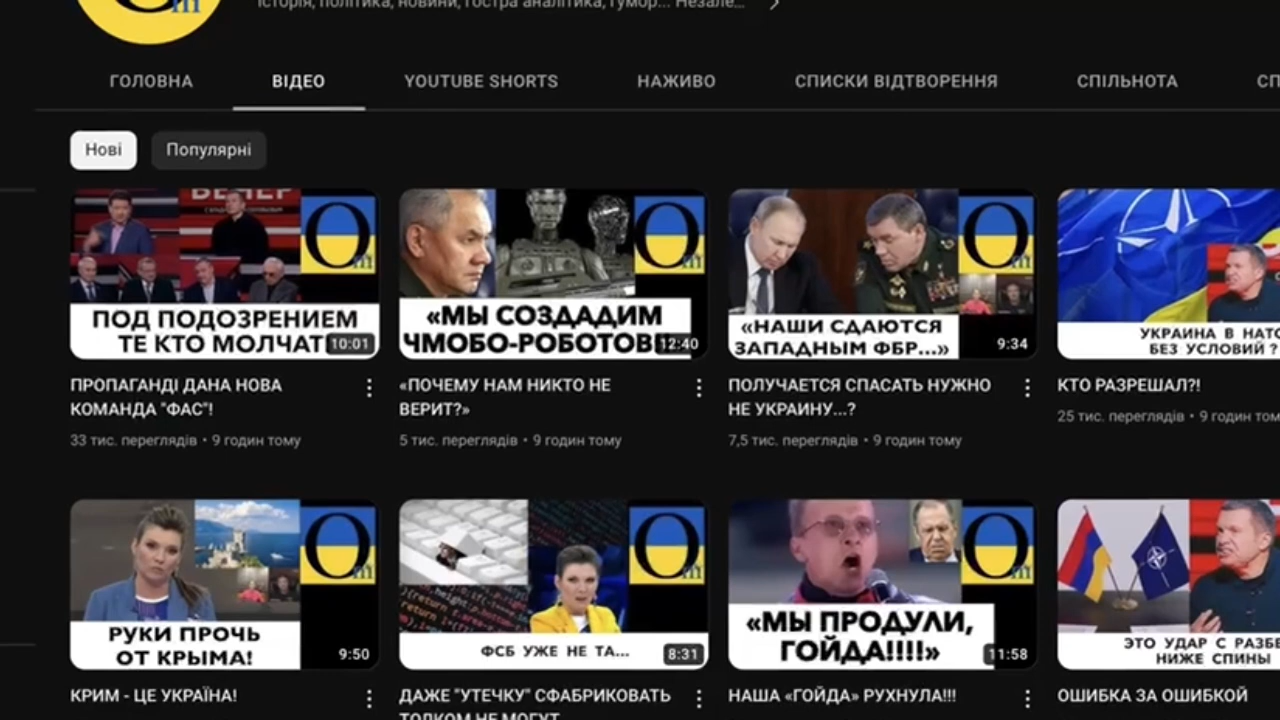 Історія, політика, новини, гостра аналітика, гумор... Незале...
ГОЛОВНА
ВІДЕО
YOUTUBE SHORTS
НАЖИВО
СПИСКИ ВІДТВОРЕННЯ
СПІЛЬНОТА
СП
Нові
Популярні
ВЕЧЕР
ПОД ПОДОЗРЕНИЕМ
ТЕ КТО МОЛЧАТ
10:01
«МЫ СОЗДАДИМ
ЧМОБО-РОБОТОВ
12:40
«НАШИ СДАЮТСЯ
ЗАПАДНЫМ ФБР...»
9:34
УКРАИНА В НАТО
БЕЗ УСЛОВИЙ ?
ПРОПАГАНДІ ДАНА НОВА
КОМАНДА "ФАС"!
33 тис. переглядів • 9 годин тому
«ПОЧЕМУ НАМ НИКТО НЕ
ВЕРИТ?»
5 тис. переглядів • 9 годин тому
ПОЛУЧАЕТСЯ СПАСАТЬ НУЖНО
НЕ УКРАИНУ...?
7,5 тис. переглядів • 9 годин тому
КТО РАЗРЕШАЛ?!
25 тис. переглядів • 9 годин том
РУКИ ПРОЧЬ
ОТ КРЫМА!
9:50
ФСБ УЖЕ НЕ ТА...
8:31
«МЫ ПРОДУЛИ,
ГОЙДА!!!!»
11:58
ЭТО УДАР С РАЗБЕ
НИЖЕ СПИНЫ
КРИМ - ЦЕ УКРАЇНА!
ДАЖЕ "УТЕЧКУ" СФАБРИКОВАТЬ
ТОЛКОМ НЕ МОГУТ
НАША «ГОЙДА» РУХНУЛА!!!
ОШИБКА ЗА ОШИБКОЙ